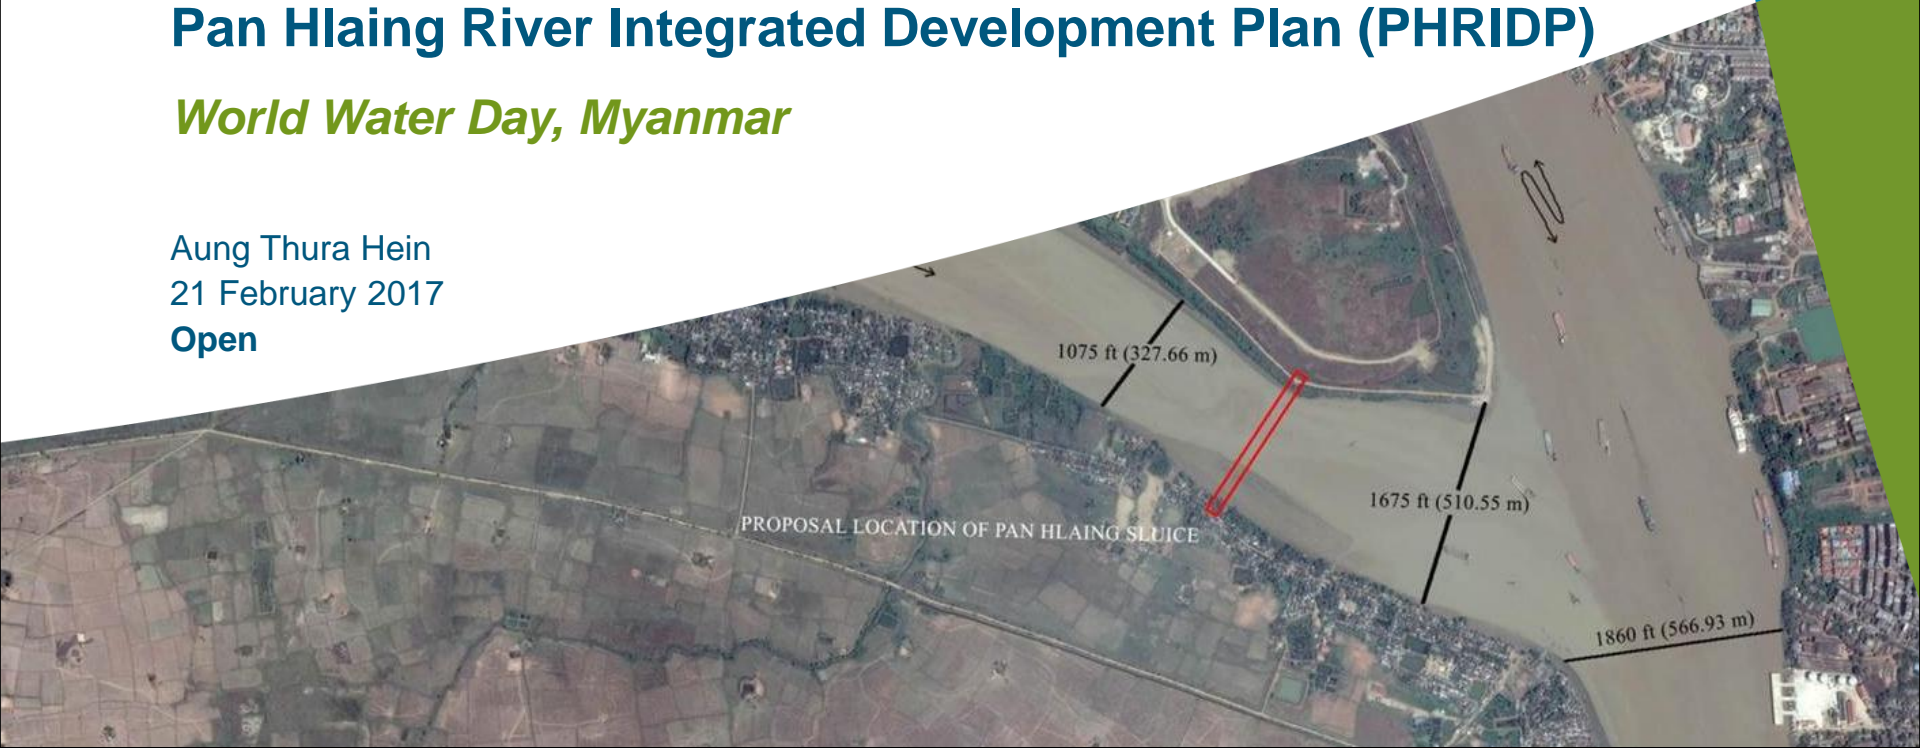 Pan Hlaing River Integrated Development Plan (PHRIDP)
World Water Day, Myanmar
Aung Thura Hein
21 February 2017
Open
1075 ft (327.66 m)
1675 ft (510.55 m)
PROPOSAL LOCATION OF PAN HLAING SLUICE
1860 ft (566.93 m)